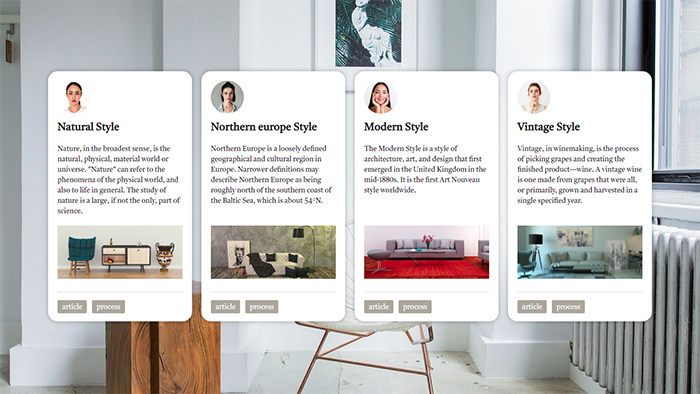 Natural Style
Nature, in the broadest sense, is the
natural, physical, material world or
universe. "Nature" can refer to the
phenomena of the physical world, and
also to life in general. The study of
nature is a large, if not the only, part of
science.
article
process
Northern europe Style
Northern Europe is a loosely defined
geographical and cultural region in
Europe. Narrower definitions may
describe Northern Europe as being
roughly north of the southern coast of
the Baltic Sea, which is about 54°N.
article
process
Modern Style
The Modern Style is a style of
architecture, art, and design that first
emerged in the United Kingdom in the
mid-1880s. It is the first Art Nouveau
style worldwide.
article
process
Vintage Style
Vintage, in winemaking, is the process
of picking grapes and creating the
finished product—wine. A vintage wine
is one made from grapes that were all,
or primarily, grown and harvested in a
single specified year.
article
process